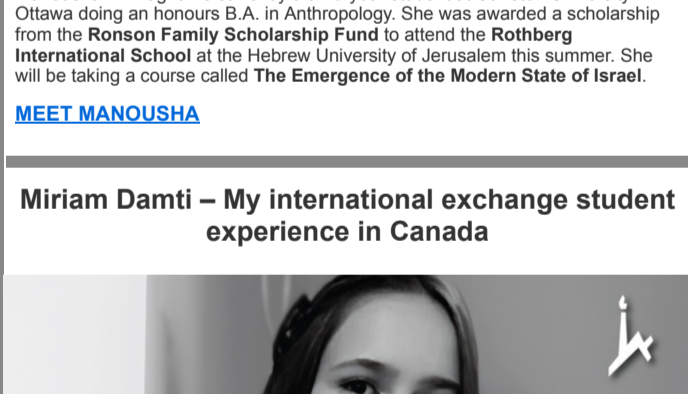 Ottawa doing an honours B.A. in Anthropology. She was awarded a scholarship
from the Ronson Family Scholarship Fund to attend the Rothberg
International School at the Hebrew University of Jerusalem this summer. She
will be taking a course called The Emergence of the Modern State of Israel.
MEET MANOUSHA
Miriam Damti – My international exchange student
experience in Canada